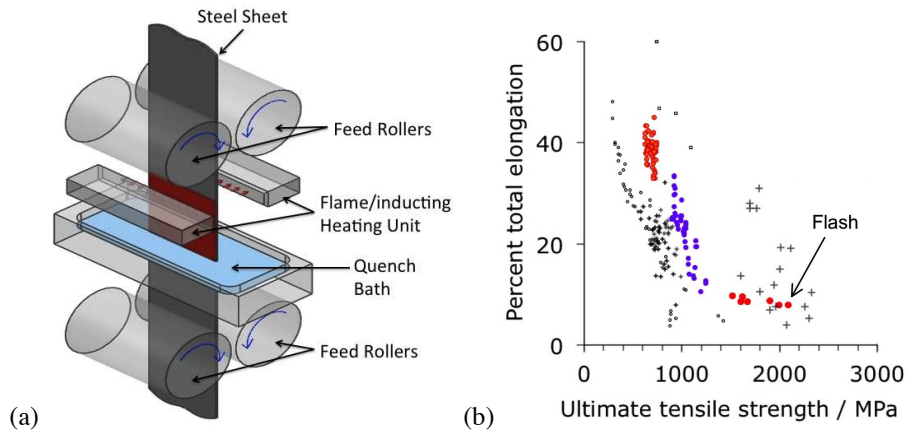 Steel Sheet
Feed Rollers
Flame/inducting
Heating Unit
Quench
Bath
Feed Rollers
(a)
(b)
Percent total elongation
60
40
20
0
Flash
0
1000
2000
3000
Ultimate tensile strength / MPa